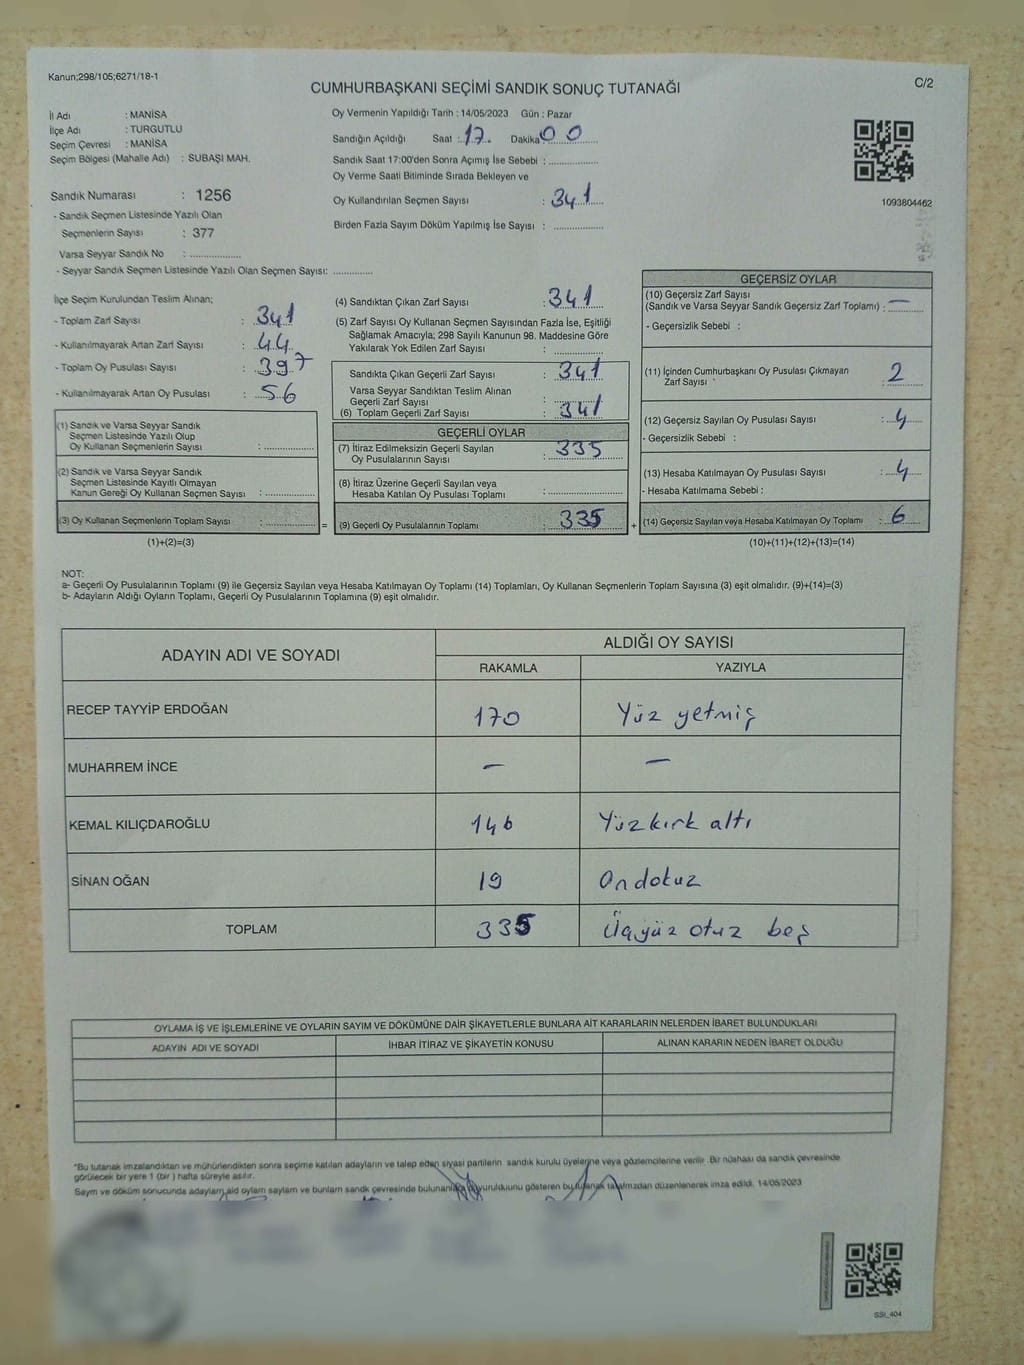 Kanun;298/105;6271/18-1
C/2
CUMHURBAŞKANI SEÇİMİ SANDIK SONUÇ TUTANAĞI
İl Adı : MANİSA
İlçe Adı : TURGUTLU
Seçim Çevresi : MANİSA
Seçim Bölgesi (Mahalle Adı) : SUBAŞI MAH.
Sandık Numarası : 1256
- Sandık Seçmen Listesinde Yazılı Olan
Seçmenlerin Sayısı : 377
Varsa Seyyar Sandık No : ..................
- Seyyar Sandık Seçmen Listesinde Yazılı Olan Seçmen Sayısı: .............
Oy Vermenin Yapıldığı Tarih : 14/05/2023 Gün : Pazar
Sandığın Açıldığı Saat : 17 Dakika 00
Sandık Saat 17:00'den Sonra Açımış İse Sebebi : .................
Oy Verme Saati Bitiminde Sırada Bekleyen ve
Oy Kullandırılan Seçmen Sayısı : 341
Birden Fazla Sayım Döküm Yapılmış İse Sayısı : .................
1093804462
İlçe Seçim Kurulundan Teslim Alınan;
- Toplam Zarf Sayısı : 341
- Kullanılmayarak Artan Zarf Sayısı : 44
- Toplam Oy Pusulası Sayısı : 397
- Kullanılmayarak Artan Oy Pusulası : 56
(1) Sandık ve Varsa Seyyar Sandık
Seçmen Listesinde Yazılı Olup
Oy Kullanan Seçmenlerin Sayısı : .................
(2) Sandık ve Varsa Seyyar Sandık
Seçmen Listesinde Kayıtlı Olmayan
Kanun Gereği Oy Kullanan Seçmen Sayısı : .................
(3) Oy Kullanan Seçmenlerin Toplam Sayısı : ................. =
(1)+(2)=(3)
(4) Sandıktan Çıkan Zarf Sayısı : 341
(5) Zarf Sayısı Oy Kullanan Seçmen Sayısından Fazla İse, Eşitliği
Sağlamak Amacıyla; 298 Sayılı Kanunun 98. Maddesine Göre
Yakılarak Yok Edilen Zarf Sayısı : .................
Sandıkta Çıkan Geçerli Zarf Sayısı : 341
Varsa Seyyar Sandıktan Teslim Alınan
Geçerli Zarf Sayısı : .................
(6) Toplam Geçerli Zarf Sayısı : 341
GEÇERLİ OYLAR
(7) İtiraz Edilmeksizin Geçerli Sayılan
Oy Pusulalarının Sayısı : 335
(8) İtiraz Üzerine Geçerli Sayılan veya
Hesaba Katılan Oy Pusulası Toplamı : .................
(9) Geçerli Oy Pusulalarının Toplamı : 335 +
GEÇERSİZ OYLAR
(10) Geçersiz Zarf Sayısı
(Sandık ve Varsa Seyyar Sandık Geçersiz Zarf Toplamı) : —
- Geçersizlik Sebebi :
(11) İçinden Cumhurbaşkanı Oy Pusulası Çıkmayan
Zarf Sayısı : 2
(12) Geçersiz Sayılan Oy Pusulası Sayısı : 4
- Geçersizlik Sebebi :
(13) Hesaba Katılmayan Oy Pusulası Sayısı : 4
- Hesaba Katılmama Sebebi :
(14) Geçersiz Sayılan veya Hesaba Katılmayan Oy Toplamı : 6
(10)+(11)+(12)+(13)=(14)
NOT:
a- Geçerli Oy Pusulalarının Toplamı (9) ile Geçersiz Sayılan veya Hesaba Katılmayan Oy Toplamı (14) Toplamları, Oy Kullanan Seçmenlerin Toplam Sayısına (3) eşit olmalıdır. (9)+(14)=(3)
b- Adayların Aldığı Oyların Toplamı, Geçerli Oy Pusulalarının Toplamına (9) eşit olmalıdır.
ADAYIN ADI VE SOYADI
ALDIĞI OY SAYISI
RAKAMLA YAZIYLA
RECEP TAYYİP ERDOĞAN 170 Yüz yetmiş
MUHARREM İNCE — —
KEMAL KILIÇDAROĞLU 146 Yüzkırk altı
SİNAN OĞAN 19 Ondokuz
TOPLAM 335 Üçyüz otuz beş
OYLAMA İŞ VE İŞLEMLERİNE VE OYLARIN SAYIM VE DÖKÜMÜNE DAİR ŞİKAYETLERLE BUNLARA AİT KARARLARIN NELERDEN İBARET BULUNDUKLARI
ADAYIN ADI VE SOYADI İHBAR İTİRAZ VE ŞİKAYETİN KONUSU ALINAN KARARIN NEDEN İBARET OLDUĞU
*Bu tutanak imzalandıktan ve mühürlendikten sonra seçime katılan adayların ve talep eden siyasi partilerin sandık kurulu üyelerine veya gözlemcilerine verilir. Bir nüshası da sandık çevresinde
görülecek bir yere 1 (bir) hafta süreyle asılır.
Sayım ve döküm sonucunda adayların oyların sayıların ve bunların sandık çevresinde gösteren bu tutanak tarafımızdan düzenlenerek imza edildi. 14/05/2023
SSI_404